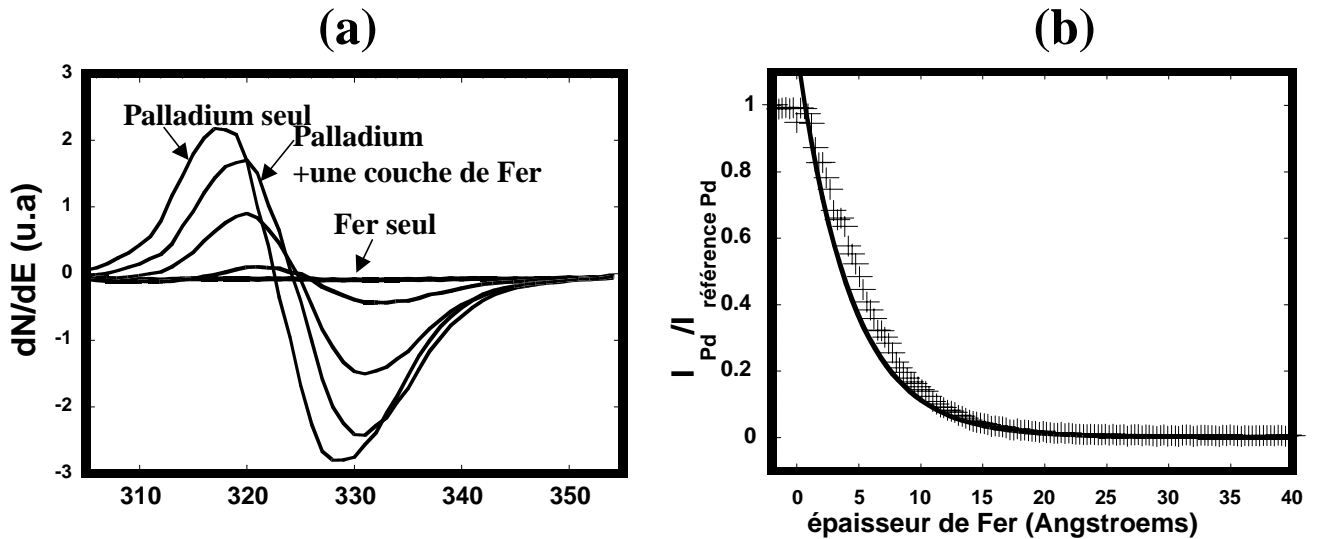 (a)
3
2
1
0
-1
-2
-3
dN/dE (u.a)
Palladium seul
Palladium
+une couche de Fer
Fer seul
310 320 330 340 350
(b)
1
0.8
0.6
0.4
0.2
0
I Pd /I référence Pd
0 5 10 15 20 25 30 35 40
épaisseur de Fer (Angstroems)